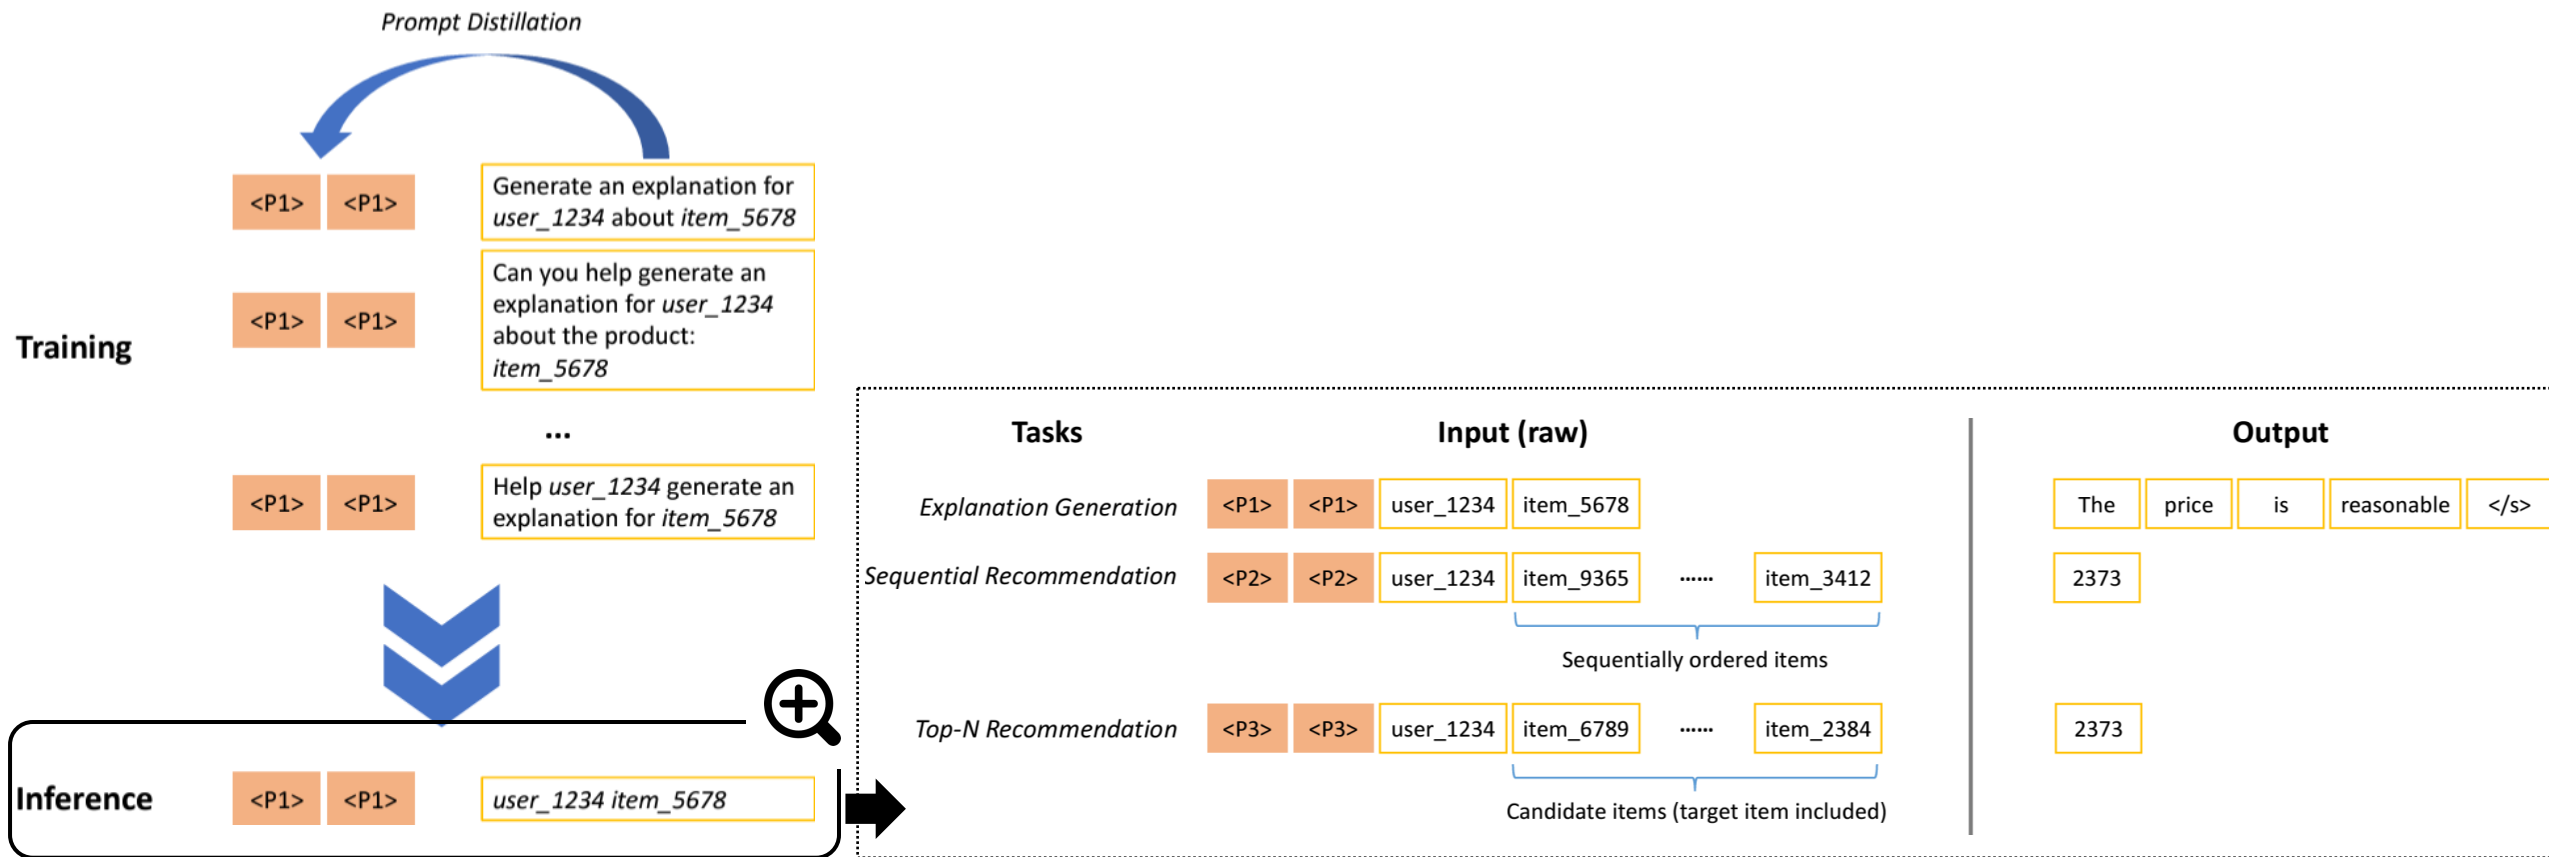 Prompt Distillation
<P1> <P1> Generate an explanation for
user_1234 about item_5678
Training
<P1> <P1> Can you help generate an
explanation for user_1234
about the product:
item_5678
...
<P1> <P1> Help user_1234 generate an
explanation for item_5678
Inference <P1> <P1> user_1234 item_5678
Tasks Input (raw) Output
Explanation Generation <P1> <P1> user_1234 item_5678 The price is reasonable </s>
Sequential Recommendation <P2> <P2> user_1234 item_9365 ...... item_3412 2373
Sequentially ordered items
Top-N Recommendation <P3> <P3> user_1234 item_6789 ...... item_2384 2373
Candidate items (target item included)